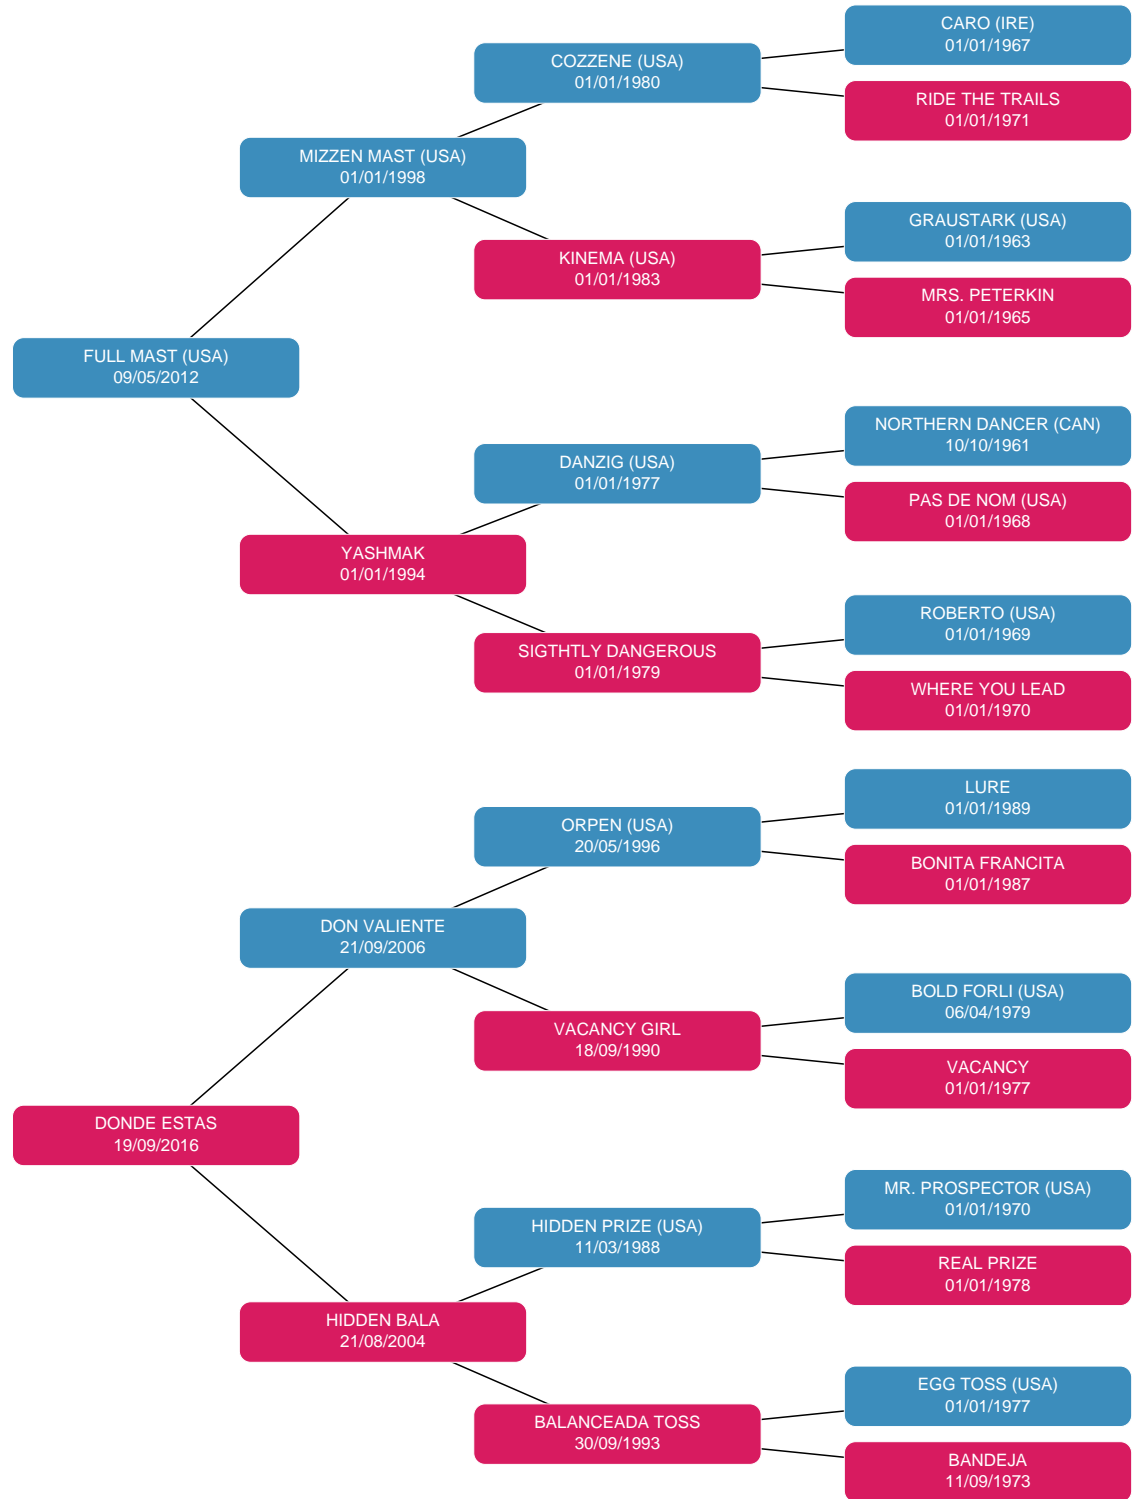 CARO (IRE)
01/01/1967
COZZENE (USA)
01/01/1980
RIDE THE TRAILS
01/01/1971
MIZZEN MAST (USA)
01/01/1998
GRAUSTARK (USA)
01/01/1963
KINEMA (USA)
01/01/1983
MRS. PETERKIN
01/01/1965
FULL MAST (USA)
09/05/2012
NORTHERN DANCER (CAN)
10/10/1961
DANZIG (USA)
01/01/1977
PAS DE NOM (USA)
01/01/1968
YASHMAK
01/01/1994
ROBERTO (USA)
01/01/1969
SIGTHTLY DANGEROUS
01/01/1979
WHERE YOU LEAD
01/01/1970
LURE
01/01/1989
ORPEN (USA)
20/05/1996
BONITA FRANCITA
01/01/1987
DON VALIENTE
21/09/2006
BOLD FORLI (USA)
06/04/1979
VACANCY GIRL
18/09/1990
VACANCY
01/01/1977
DONDE ESTAS
19/09/2016
MR. PROSPECTOR (USA)
01/01/1970
HIDDEN PRIZE (USA)
11/03/1988
REAL PRIZE
01/01/1978
HIDDEN BALA
21/08/2004
EGG TOSS (USA)
01/01/1977
BALANCEADA TOSS
30/09/1993
BANDEJA
11/09/1973